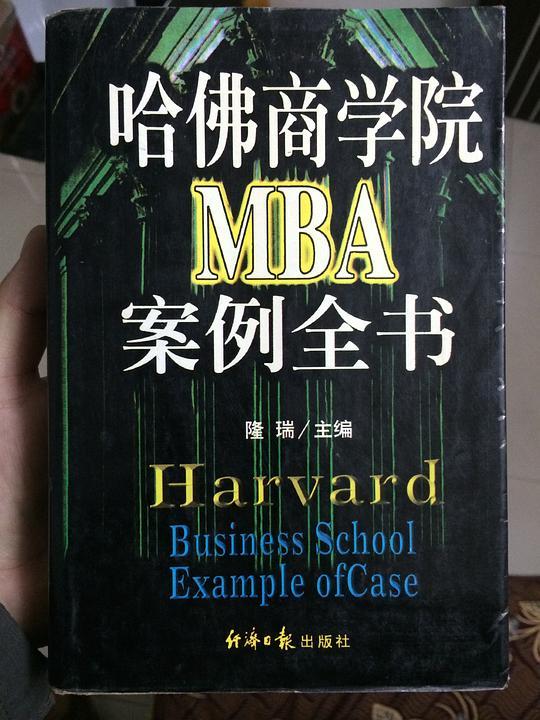 哈佛商学院
MBA
案例全书
隆 瑞/主编
Harvard
Business School
Example ofCase
经济日报出版社